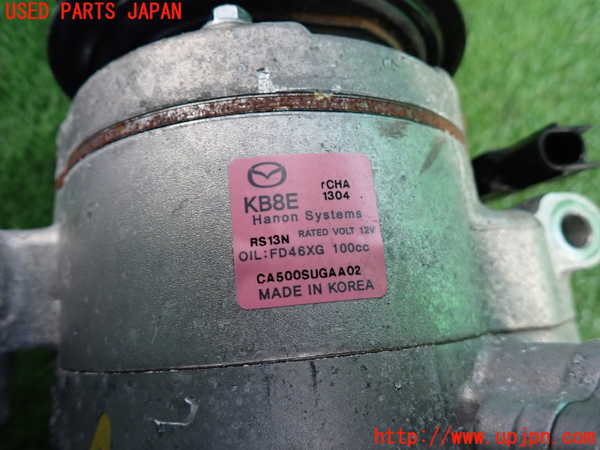 USED PARTS JAPAN
rCHA
KB8E 1304
Hanon Systems
RS13N RATED VOLT 12V
OIL:FD46XG 100cc
CA500SUGAA02
MADE IN KOREA
http://www.upjpn.com